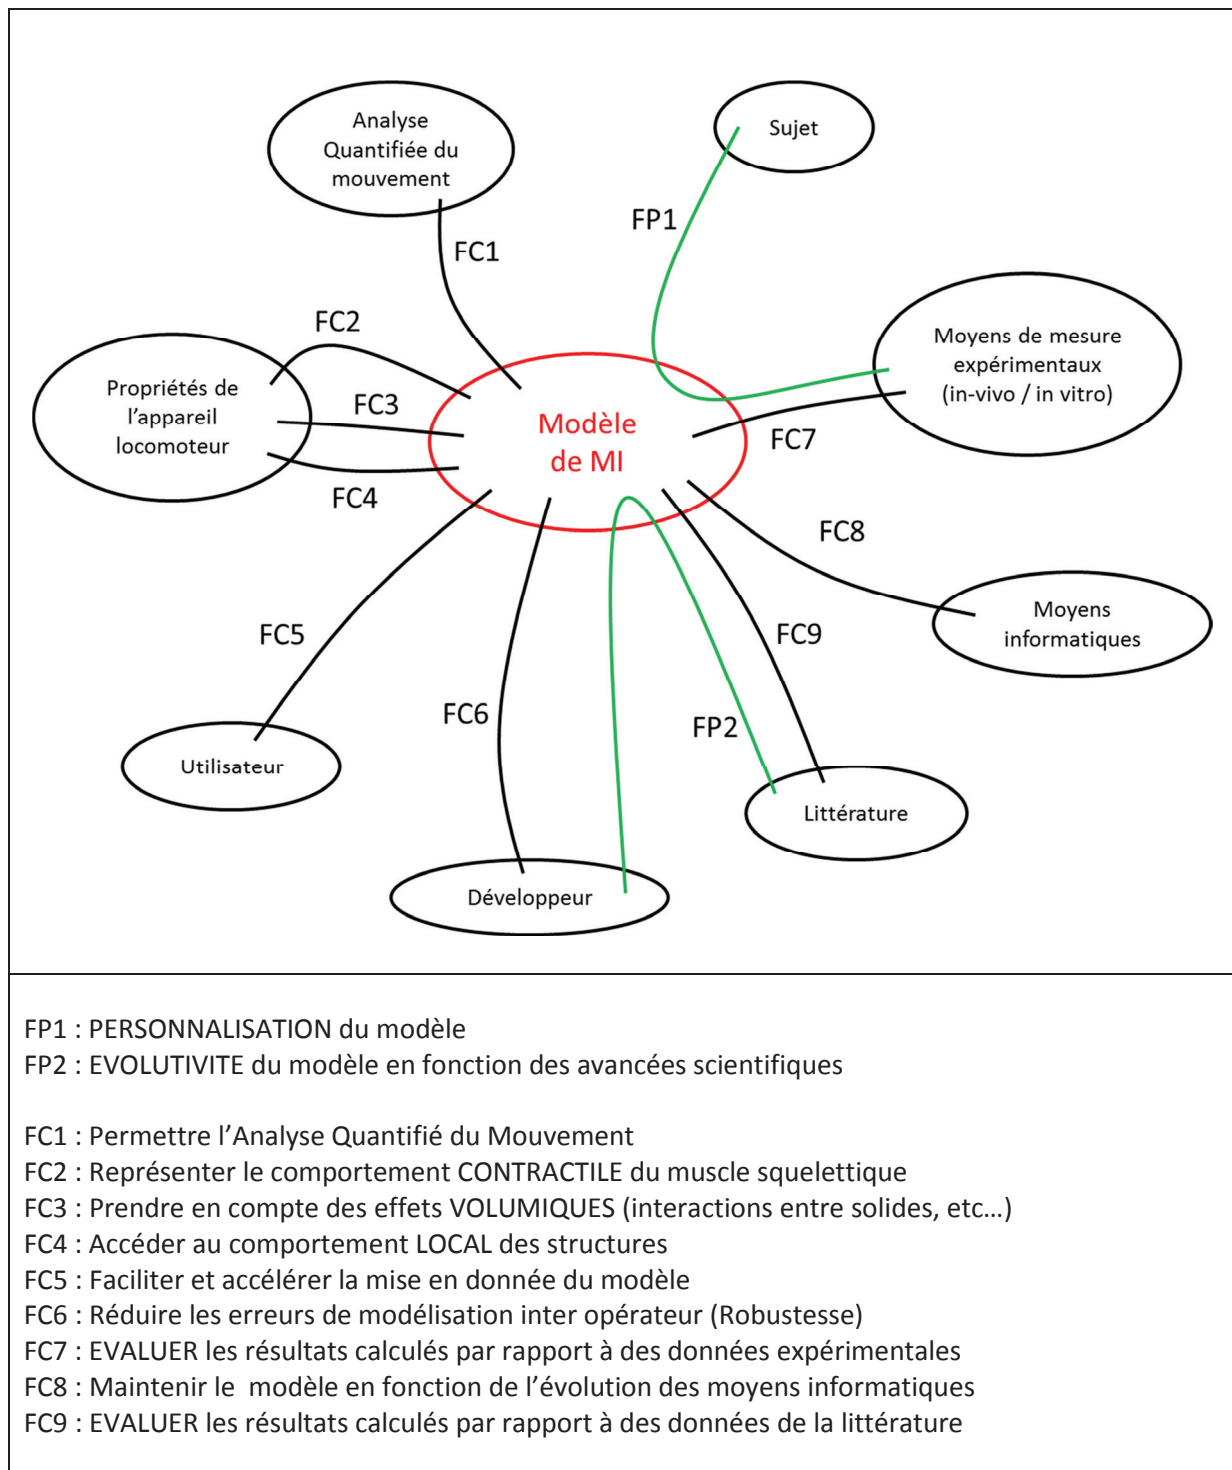 Analyse
Quantifiée du
mouvement
Sujet
FP1
FC1
FC2
Moyens de mesure
expérimentaux
(in-vivo / in vitro)
Propriétés de
l'appareil
locomoteur
FC3
Modèle
de MI
FC7
FC4
FC8
Moyens
informatiques
FC5
FC9
FC6
FP2
Utilisateur
Littérature
Développeur
FP1 : PERSONNALISATION du modèle
FP2 : EVOLUTIVITE du modèle en fonction des avancées scientifiques
FC1 : Permettre l'Analyse Quantifié du Mouvement
FC2 : Représenter le comportement CONTRACTILE du muscle squelettique
FC3 : Prendre en compte des effets VOLUMIQUES (interactions entre solides, etc…)
FC4 : Accéder au comportement LOCAL des structures
FC5 : Faciliter et accélérer la mise en donnée du modèle
FC6 : Réduire les erreurs de modélisation inter opérateur (Robustesse)
FC7 : EVALUER les résultats calculés par rapport à des données expérimentales
FC8 : Maintenir le  modèle en fonction de l'évolution des moyens informatiques
FC9 : EVALUER les résultats calculés par rapport à des données de la littérature